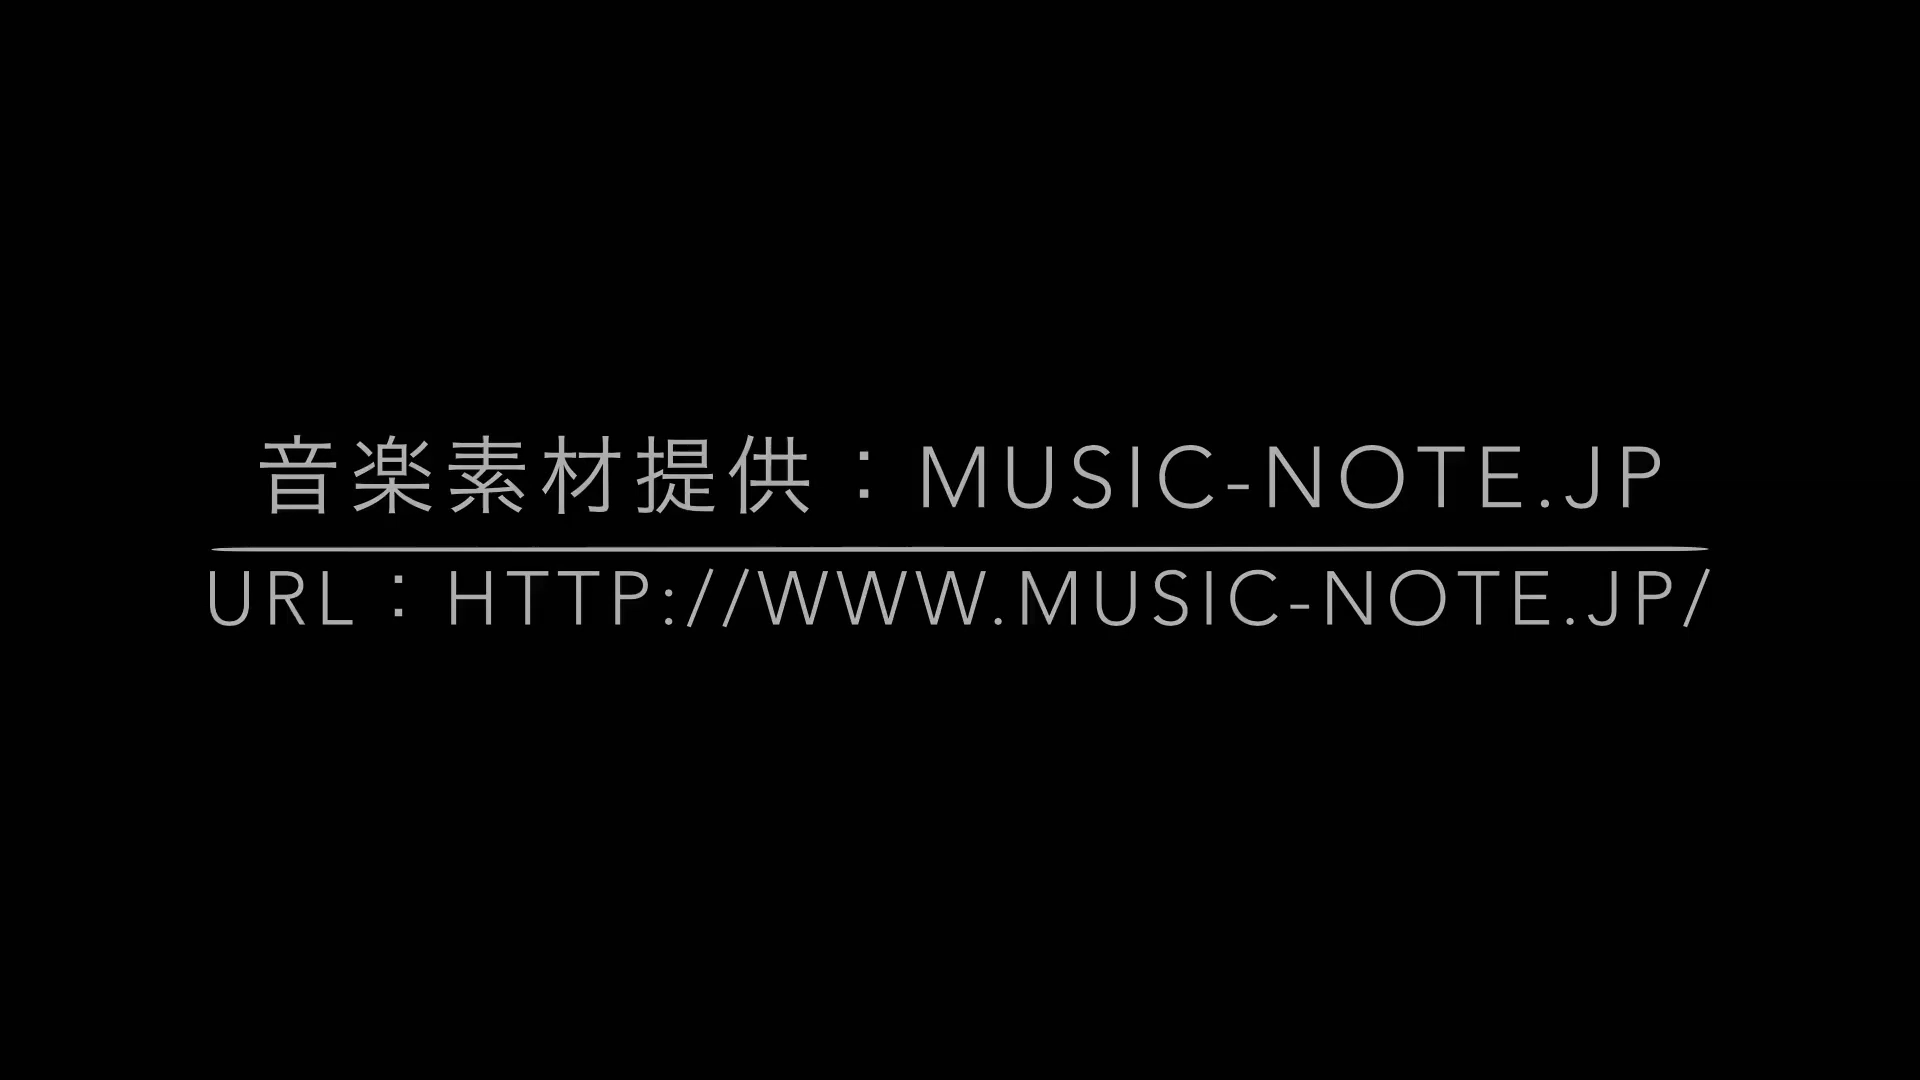 音楽素材提供：MUSIC-NOTE.JP
URL：HTTP://WWW.MUSIC-NOTE.JP/